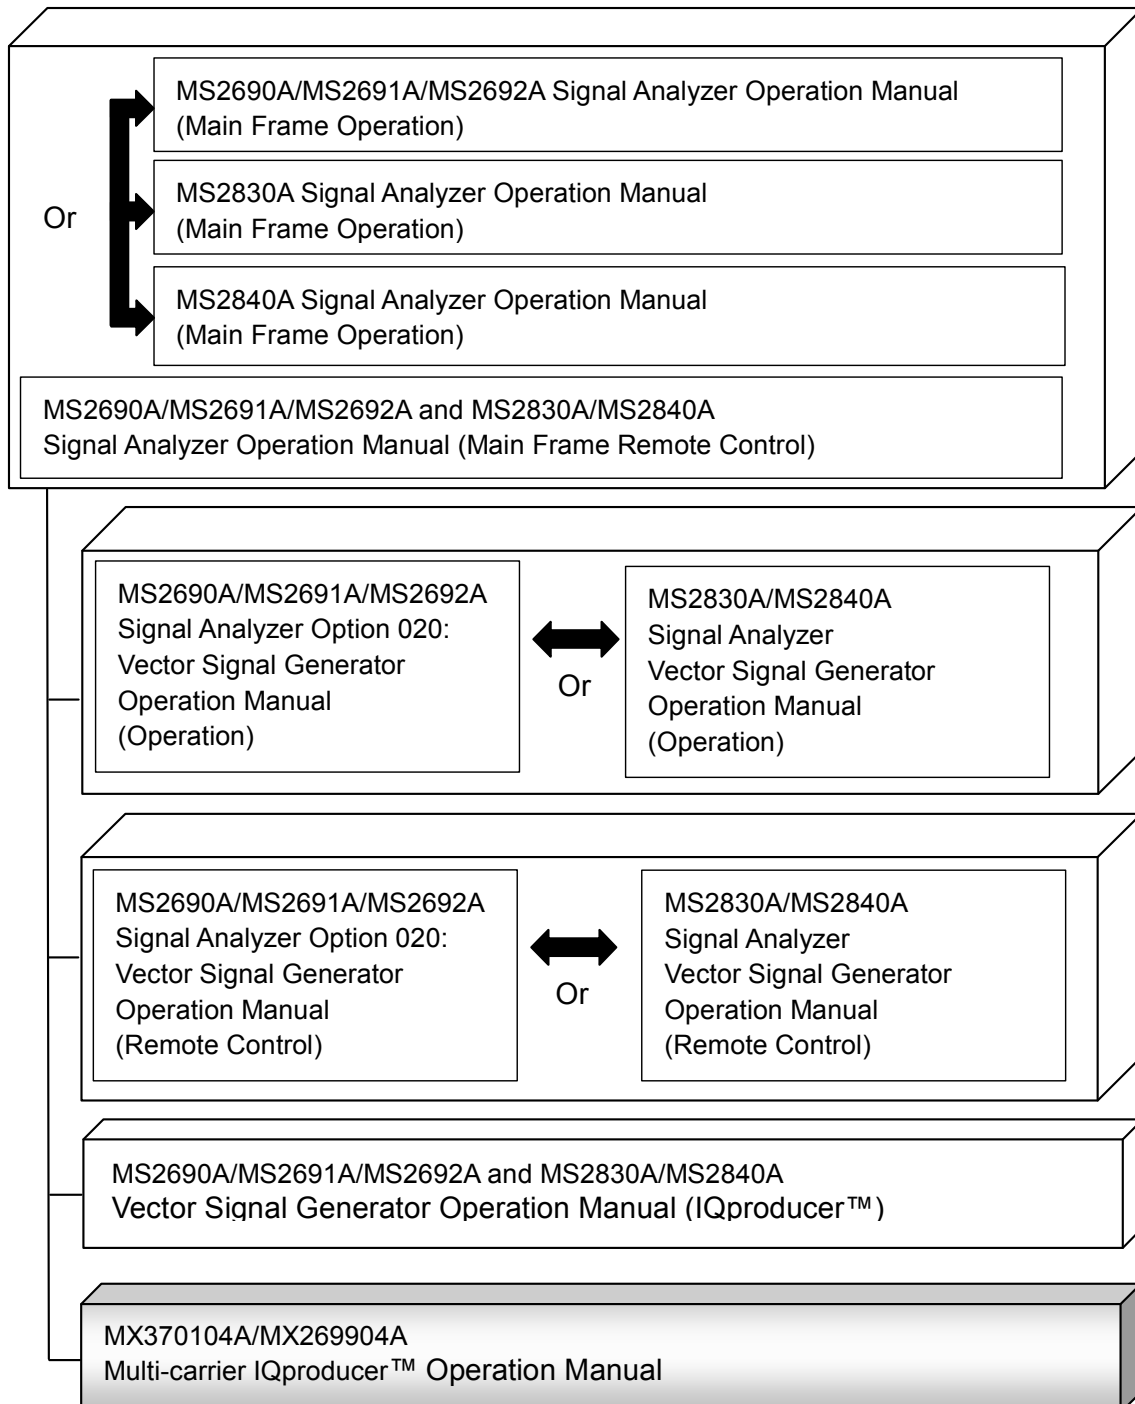 MS2690A/MS2691A/MS2692A Signal Analyzer Operation Manual
(Main Frame Operation)
Or
MS2830A Signal Analyzer Operation Manual
(Main Frame Operation)
MS2840A Signal Analyzer Operation Manual
(Main Frame Operation)
MS2690A/MS2691A/MS2692A and MS2830A/MS2840A
Signal Analyzer Operation Manual (Main Frame Remote Control)
MS2690A/MS2691A/MS2692A
Signal Analyzer Option 020:
Vector Signal Generator
Operation Manual
(Operation)
Or
MS2830A/MS2840A
Signal Analyzer
Vector Signal Generator
Operation Manual
(Operation)
MS2690A/MS2691A/MS2692A
Signal Analyzer Option 020:
Vector Signal Generator
Operation Manual
(Remote Control)
Or
MS2830A/MS2840A
Signal Analyzer
Vector Signal Generator
Operation Manual
(Remote Control)
MS2690A/MS2691A/MS2692A and MS2830A/MS2840A
Vector Signal Generator Operation Manual (IQproducer™)
MX370104A/MX269904A
Multi-carrier IQproducer™ Operation Manual